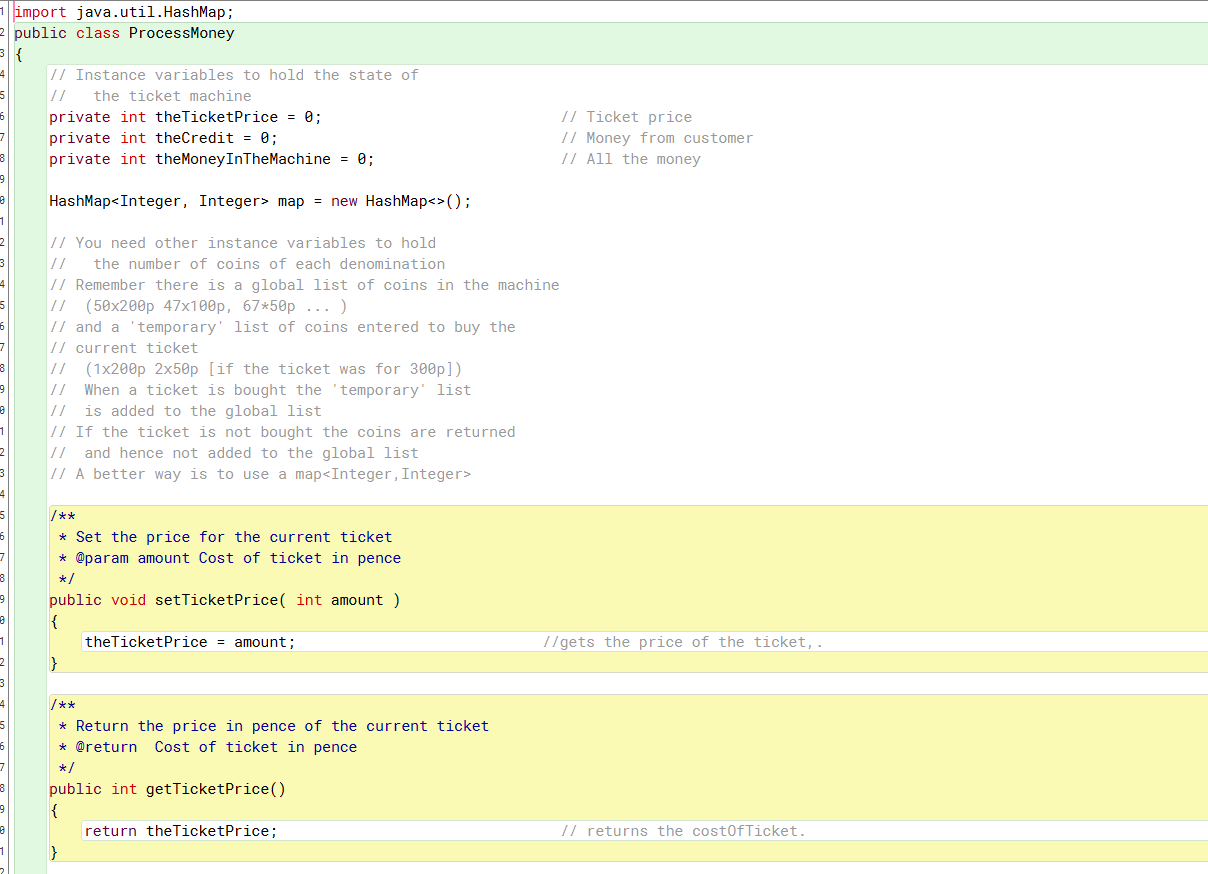 1 import java.util.HashMap;
2 public class ProcessMoney
3 {
4 // Instance variables to hold the state of
5 //   the ticket machine
6 private int theTicketPrice = 0; // Ticket price
7 private int theCredit = 0; // Money from customer
8 private int theMoneyInTheMachine = 0; // All the money
9
0 HashMap<Integer, Integer> map = new HashMap<>();
1
2 // You need other instance variables to hold
3 //   the number of coins of each denomination
4 // Remember there is a global list of coins in the machine
5 //  (50x200p 47x100p, 67*50p ... )
6 // and a 'temporary' list of coins entered to buy the
7 // current ticket
8 //  (1x200p 2x50p [if the ticket was for 300p])
9 //  When a ticket is bought the 'temporary' list
0 //  is added to the global list
1 // If the ticket is not bought the coins are returned
2 //  and hence not added to the global list
3 // A better way is to use a map<Integer,Integer>
4
5 /**
6 * Set the price for the current ticket
7 * @param amount Cost of ticket in pence
8 */
9 public void setTicketPrice( int amount )
0 {
1 theTicketPrice = amount; //gets the price of the ticket,.
2 }
3
4 /**
5 * Return the price in pence of the current ticket
6 * @return  Cost of ticket in pence
7 */
8 public int getTicketPrice()
9 {
0 return theTicketPrice; // returns the costOfTicket.
1 }
2